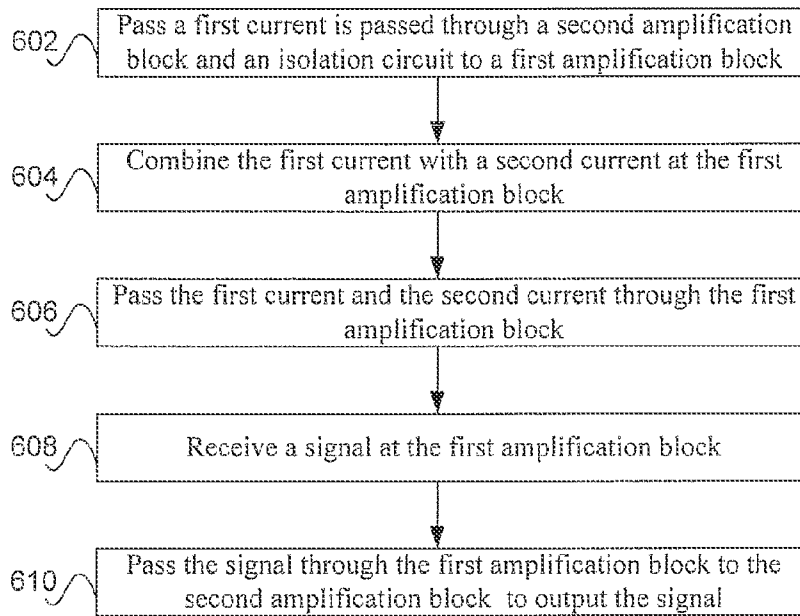 602
Pass a first current is passed through a second amplification
block and an isolation circuit to a first amplification block
604
Combine the first current with a second current at the first
amplification block
606
Pass the first current and the second current through the first
amplification block
608
Receive a signal at the first amplification block
610
Pass the signal through the first amplification block to the
second amplification block to output the signal